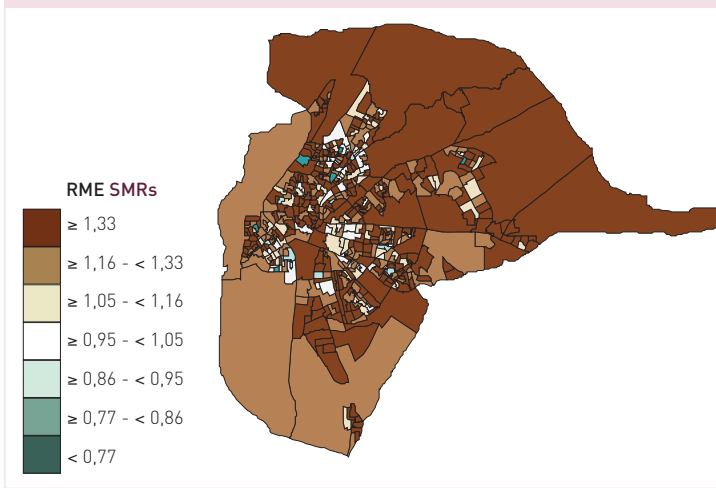 RME SMRs
≥ 1,33
≥ 1,16 - < 1,33
≥ 1,05 - < 1,16
≥ 0,95 - < 1,05
≥ 0,86 - < 0,95
≥ 0,77 - < 0,86
< 0,77